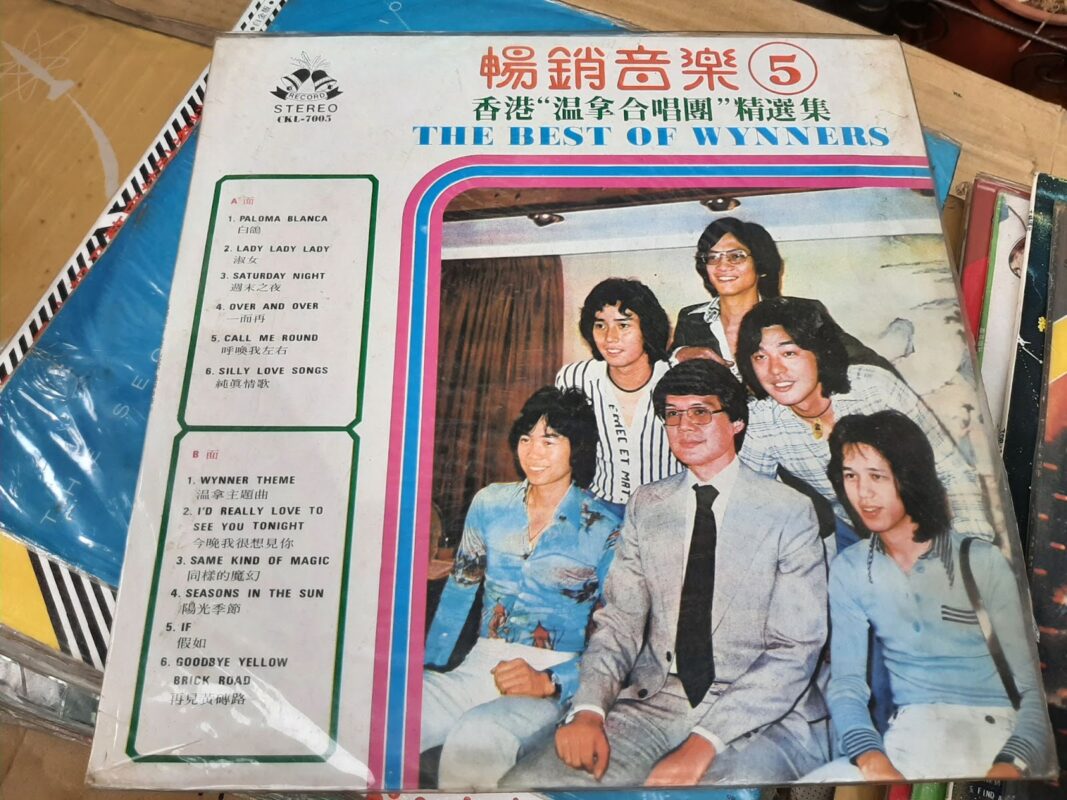 暢銷音楽⑤
香港“温拿合唱團”精選集
THE BEST OF WYNNERS
RECORD
STEREO
CKL-7005
A面
1. PALOMA BLANCA
白鴿
2. LADY LADY LADY
淑女
3. SATURDAY NIGHT
週末之夜
4. OVER AND OVER
一面再
5. CALL ME ROUND
呼喚我左右
6. SILLY LOVE SONGS
純眞情歌
B面
1. WYNNER THEME
温拿主題曲
2. I'D REALLY LOVE TO
SEE YOU TONIGHT
今晚我很想見你
3. SAME KIND OF MAGIC
同樣的魔幻
4. SEASONS IN THE SUN
陽光季節
5. IF
假如
6. GOODBYE YELLOW
BRICK ROAD
再見黃磚路